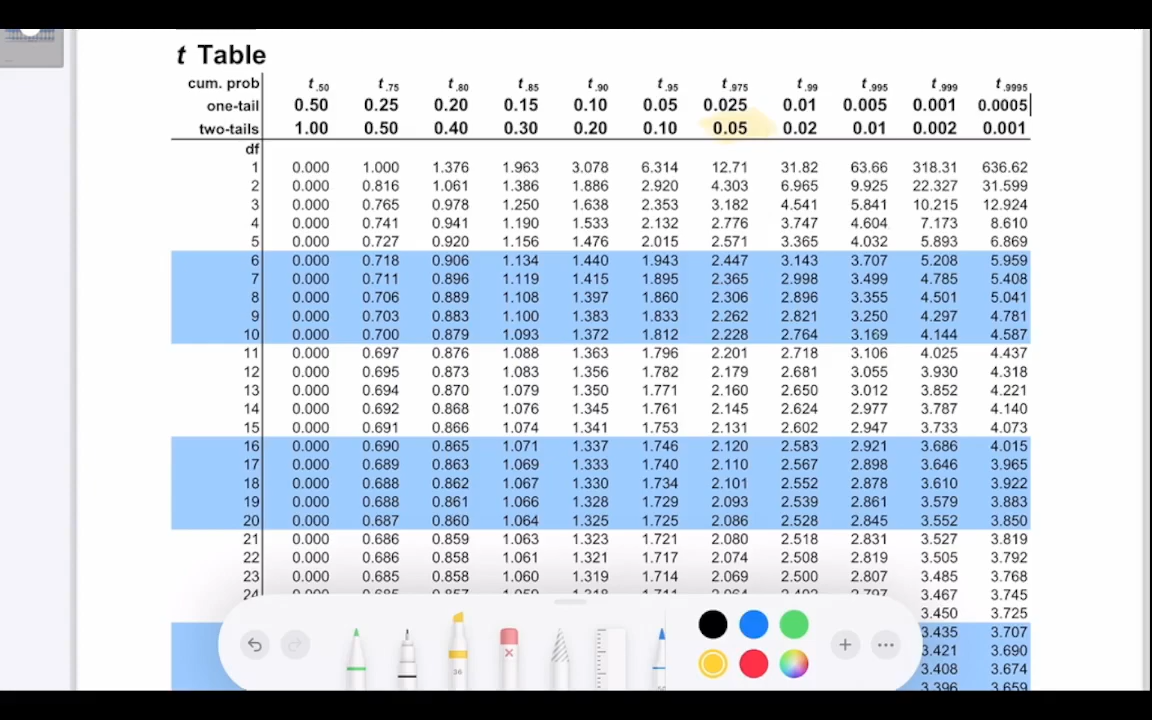 t Table
cum. prob t.50 t.75 t.80 t.85 t.90 t.95 t.975 t.99 t.995 t.999 t.9995
one-tail 0.50 0.25 0.20 0.15 0.10 0.05 0.025 0.01 0.005 0.001 0.0005
two-tails 1.00 0.50 0.40 0.30 0.20 0.10 0.05 0.02 0.01 0.002 0.001
df
1 0.000 1.000 1.376 1.963 3.078 6.314 12.71 31.82 63.66 318.31 636.62
2 0.000 0.816 1.061 1.386 1.886 2.920 4.303 6.965 9.925 22.327 31.599
3 0.000 0.765 0.978 1.250 1.638 2.353 3.182 4.541 5.841 10.215 12.924
4 0.000 0.741 0.941 1.190 1.533 2.132 2.776 3.747 4.604 7.173 8.610
5 0.000 0.727 0.920 1.156 1.476 2.015 2.571 3.365 4.032 5.893 6.869
6 0.000 0.718 0.906 1.134 1.440 1.943 2.447 3.143 3.707 5.208 5.959
7 0.000 0.711 0.896 1.119 1.415 1.895 2.365 2.998 3.499 4.785 5.408
8 0.000 0.706 0.889 1.108 1.397 1.860 2.306 2.896 3.355 4.501 5.041
9 0.000 0.703 0.883 1.100 1.383 1.833 2.262 2.821 3.250 4.297 4.781
10 0.000 0.700 0.879 1.093 1.372 1.812 2.228 2.764 3.169 4.144 4.587
11 0.000 0.697 0.876 1.088 1.363 1.796 2.201 2.718 3.106 4.025 4.437
12 0.000 0.695 0.873 1.083 1.356 1.782 2.179 2.681 3.055 3.930 4.318
13 0.000 0.694 0.870 1.079 1.350 1.771 2.160 2.650 3.012 3.852 4.221
14 0.000 0.692 0.868 1.076 1.345 1.761 2.145 2.624 2.977 3.787 4.140
15 0.000 0.691 0.866 1.074 1.341 1.753 2.131 2.602 2.947 3.733 4.073
16 0.000 0.690 0.865 1.071 1.337 1.746 2.120 2.583 2.921 3.686 4.015
17 0.000 0.689 0.863 1.069 1.333 1.740 2.110 2.567 2.898 3.646 3.965
18 0.000 0.688 0.862 1.067 1.330 1.734 2.101 2.552 2.878 3.610 3.922
19 0.000 0.688 0.861 1.066 1.328 1.729 2.093 2.539 2.861 3.579 3.883
20 0.000 0.687 0.860 1.064 1.325 1.725 2.086 2.528 2.845 3.552 3.850
21 0.000 0.686 0.859 1.063 1.323 1.721 2.080 2.518 2.831 3.527 3.819
22 0.000 0.686 0.858 1.061 1.321 1.717 2.074 2.508 2.819 3.505 3.792
23 0.000 0.685 0.858 1.060 1.319 1.714 2.069 2.500 2.807 3.485 3.768
24 3.467 3.745
3.450 3.725
3.435 3.707
3.421 3.690
3.408 3.674
3.396 3.659